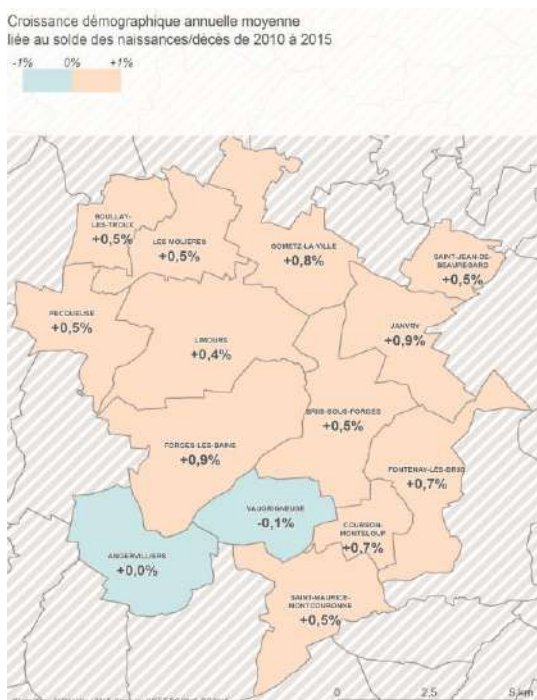 Croissance démographique annuelle moyenne
liée au solde des naissances/décès de 2010 à 2015
-1% 0% +1%
BOULLAY-
LES-TROUX
+0,5%
LES MOLIÈRES
+0,5%
GOMETZ-LA-VILLE
+0,8%
SAINT-JEAN-DE-
BEAUREGARD
+0,5%
PECQUEUSE
+0,5%
LIMOURS
+0,4%
JANVRY
+0,9%
BRIIS-SOUS-FORGES
+0,5%
FORGES-LES-BAINS
+0,9%
FONTENAY-LES-BRIIS
+0,7%
VAUGRIGNEUSE
-0,1%
COURSON-
MONTELOUP
+0,7%
ANGERVILLIERS
+0,0%
SAINT-MAURICE-
MONTCOURONNE
+0,5%
0 2,5 5 km